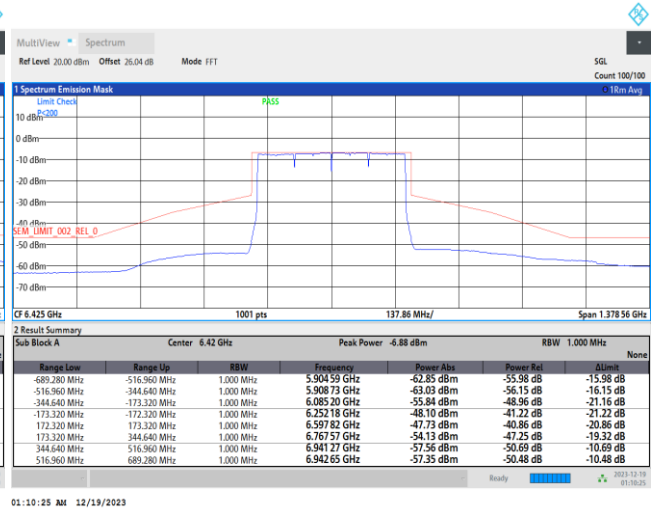 MultiView Spectrum
Ref Level 20.00 dBm Offset 26.04 dB Mode FFT SGL
Count 100/100
1 Spectrum Emission Mask 1Rm Avg
Limit Check PASS
P<200
10 dBm
0 dBm
-10 dBm
-20 dBm
-30 dBm
-40 dBm
SEM_LIMIT_002_REL_0
-50 dBm
-60 dBm
-70 dBm
CF 6.425 GHz 1001 pts 137.86 MHz/ Span 1.378 56 GHz
2 Result Summary
Sub Block A Center 6.42 GHz Peak Power -6.88 dBm RBW 1.000 MHz
None
Range Low Range Up RBW Frequency Power Abs Power Rel ΔLimit
-689.280 MHz -516.960 MHz 1.000 MHz 5.904 59 GHz -62.85 dBm -55.98 dB -15.98 dB
-516.960 MHz -344.640 MHz 1.000 MHz 5.908 73 GHz -63.03 dBm -56.15 dB -16.15 dB
-344.640 MHz -173.320 MHz 1.000 MHz 6.085 20 GHz -55.84 dBm -48.96 dB -21.16 dB
-173.320 MHz -172.320 MHz 1.000 MHz 6.252 18 GHz -48.10 dBm -41.22 dB -21.22 dB
172.320 MHz 173.320 MHz 1.000 MHz 6.597 82 GHz -47.73 dBm -40.86 dB -20.86 dB
173.320 MHz 344.640 MHz 1.000 MHz 6.767 57 GHz -54.13 dBm -47.25 dB -19.32 dB
344.640 MHz 516.960 MHz 1.000 MHz 6.941 27 GHz -57.56 dBm -50.69 dB -10.69 dB
516.960 MHz 689.280 MHz 1.000 MHz 6.942 65 GHz -57.35 dBm -50.48 dB -10.48 dB
Ready 2023-12-19
01:10:25
01:10:25 AM 12/19/2023